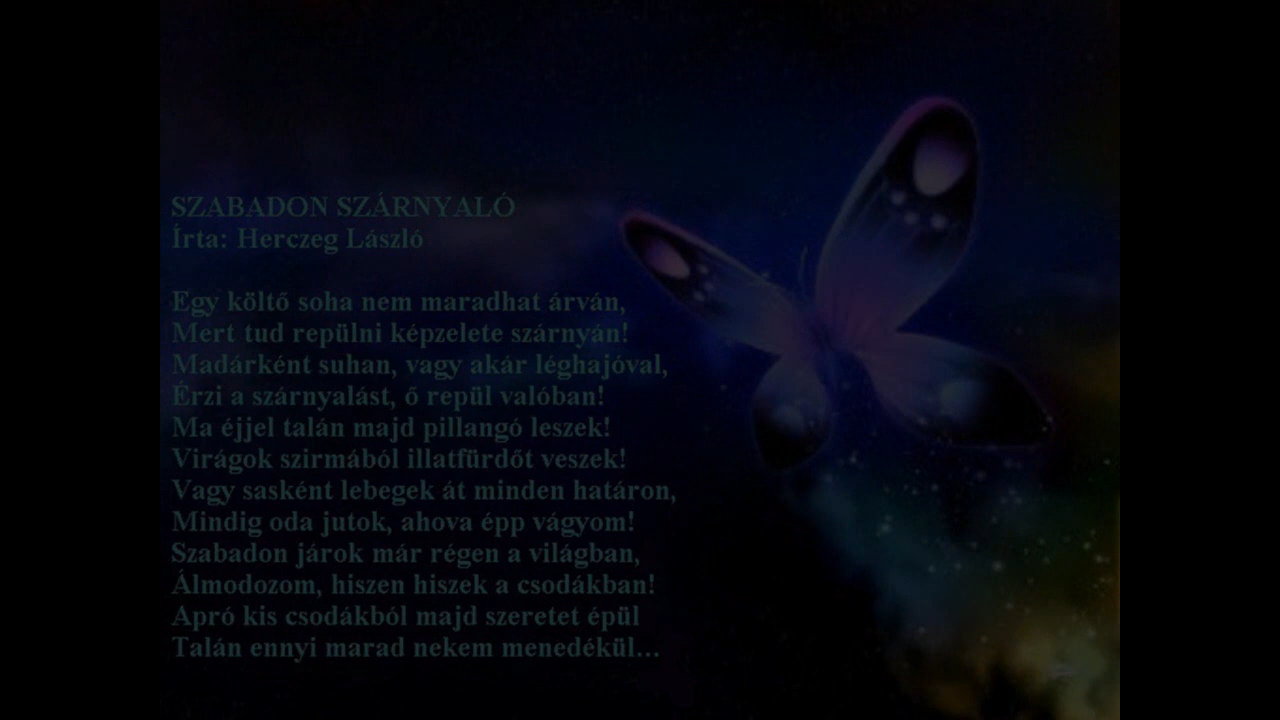 SZABADON SZÁRNYALÓ
Írta: Herczeg László
Egy költő soha nem maradhat árván,
Mert tud repülni képzelete szárnyán!
Madárként suhan, vagy akár léghajóval,
Érzi a szárnyalást, ő repül valóban!
Ma éjjel talán majd pillangó leszek!
Virágok szirmából illatfürdőt veszek!
Vagy sasként lebegek át minden határon,
Mindig oda jutok, ahova épp vágyom!
Szabadon járok már régen a világban,
Álmodozom, hiszen hiszek a csodákban!
Apró kis csodákból majd szeretet épül
Talán ennyi marad nekem menedékül...